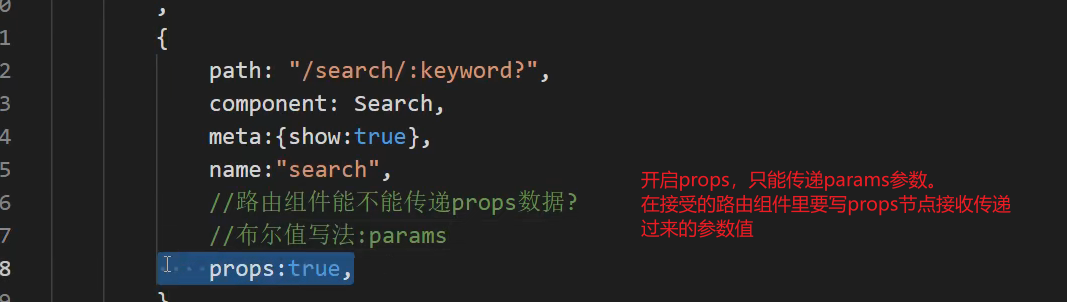 0
,
1
{
2
path: "/search/:keyword?",
3
component: Search,
4
meta:{show:true},
5
name:"search",
6
//路由组件能不能传递props数据?
7
//布尔值写法:params
8
props:true,
9
}
开启props，只能传递params参数。
在接受的路由组件里要写props节点接收传递
过来的参数值